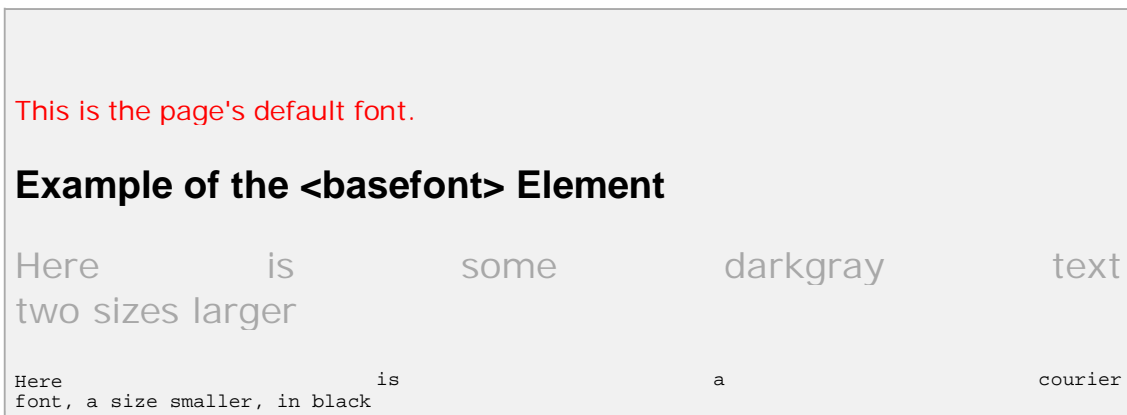 This is the page's default font.
Example of the <basefont> Element
Here is some darkgray text
two sizes larger
Here is a courier
font, a size smaller, in black